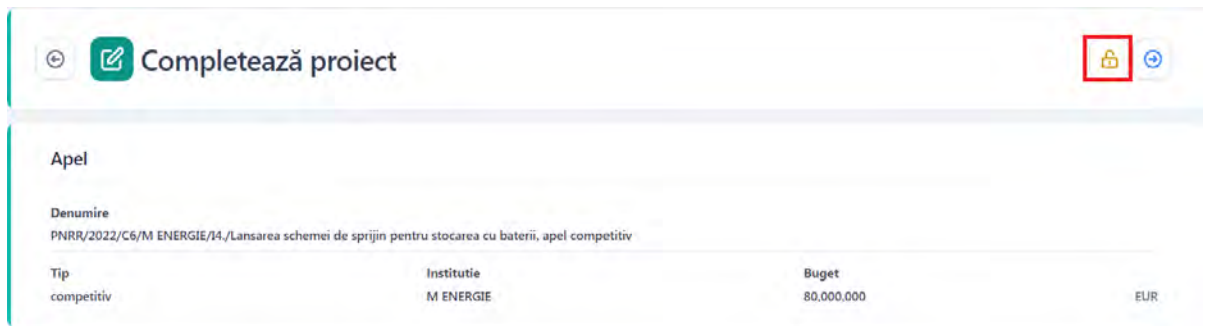 Completează proiect
Apel
Denumire
PNRR/2022/C6/M ENERGIE/I4./Lansarea schemei de sprijin pentru stocarea cu baterii, apel competitiv
Tip Institutie Buget
competitiv M ENERGIE 80,000,000 EUR